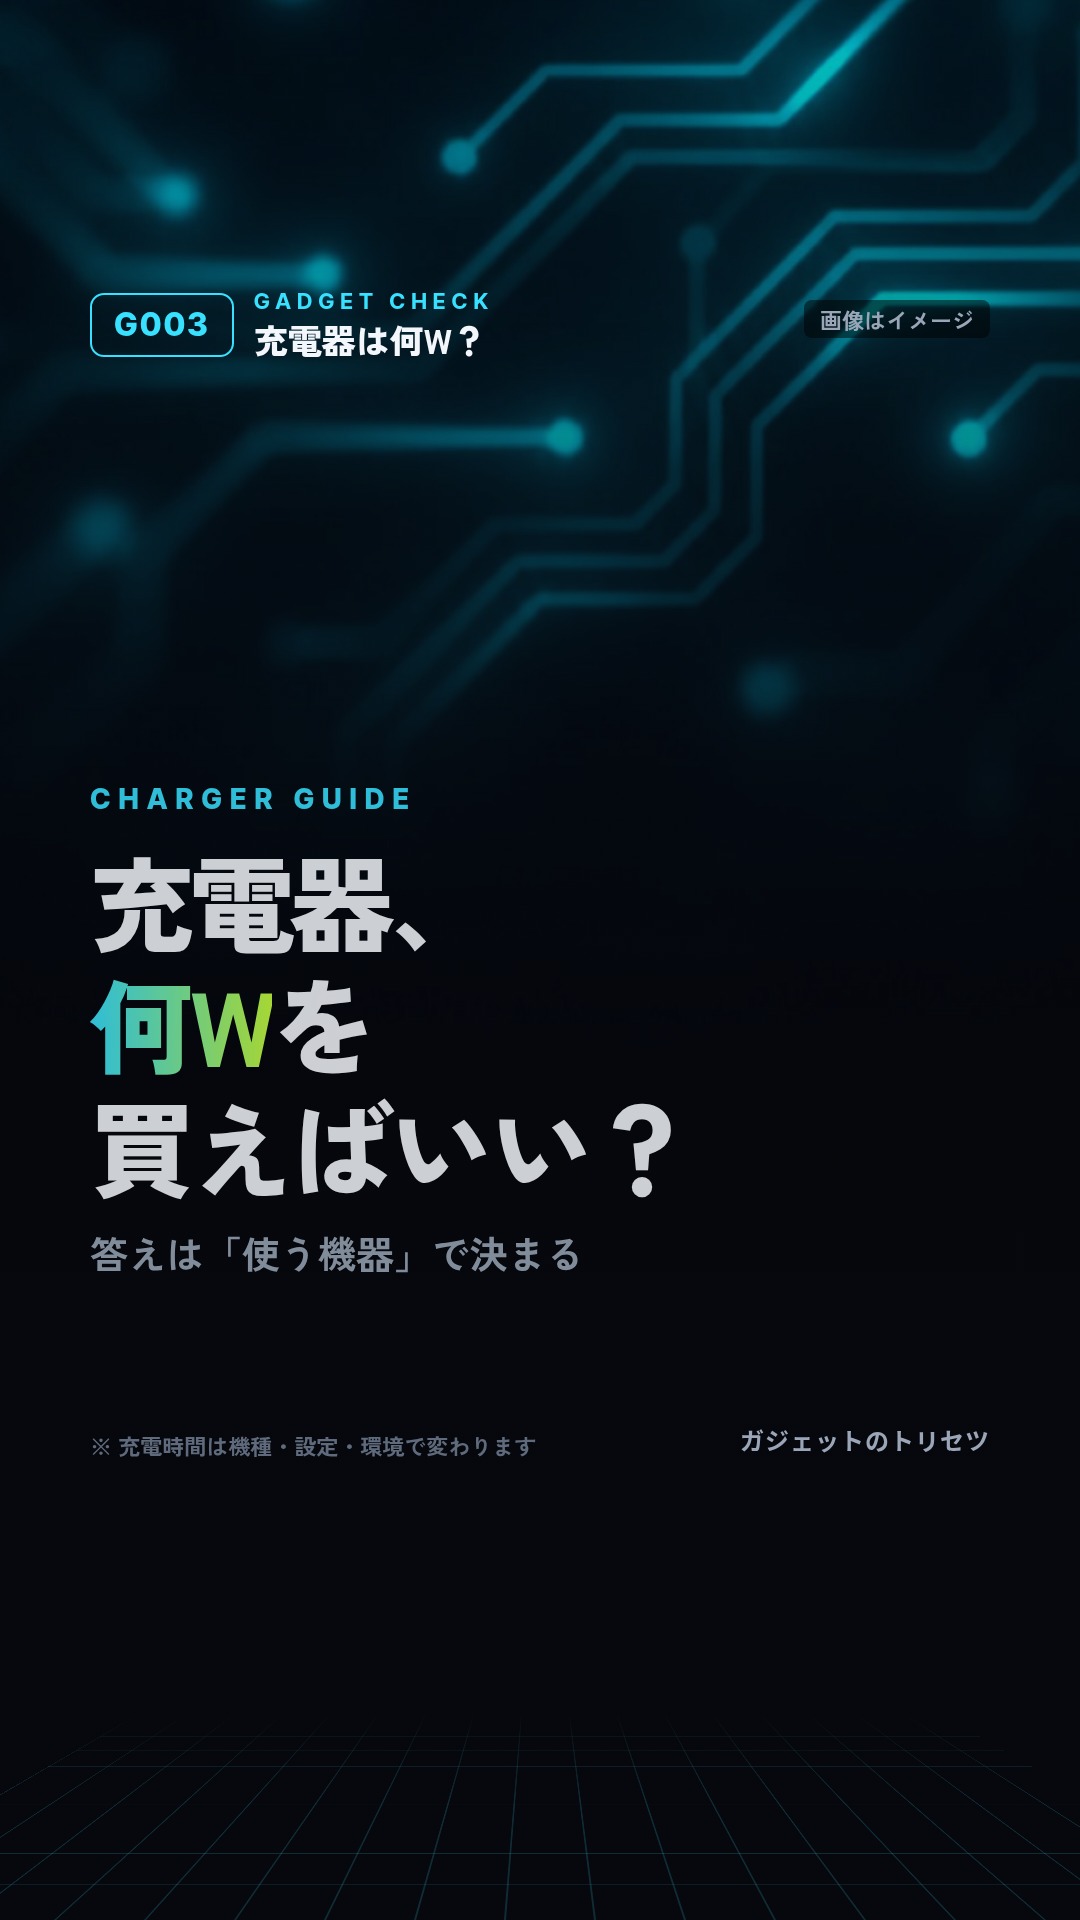 G003
GADGET CHECK
充電器は何W？
画像はイメージ
CHARGER GUIDE
充電器、
何Wを
買えばいい？
答えは「使う機器」で決まる
※ 充電時間は機種・設定・環境で変わります
ガジェットのトリセツ